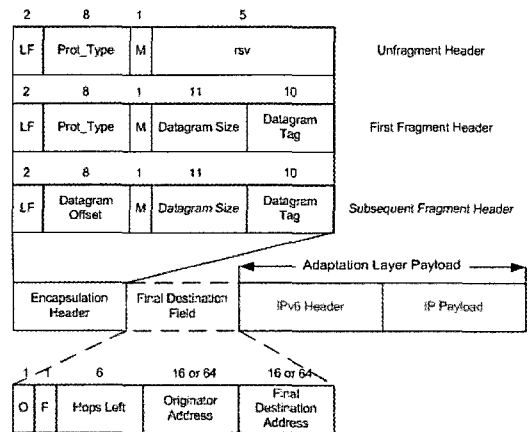 2 8 1 5
LF Prot_Type M rsv Unfragment Header
2 8 1 11 10
LF Prot_Type M Datagram Size Datagram Tag First Fragment Header
2 8 1 11 10
LF Datagram Offset M Datagram Size Datagram Tag Subsequent Fragment Header
Adaptation Layer Payload
Encapsulation Header Final Destination Field IPv6 Header IP Payload
1 1 6 16 or 64 16 or 64
O F Hops Left Originator Address Final Destination Address